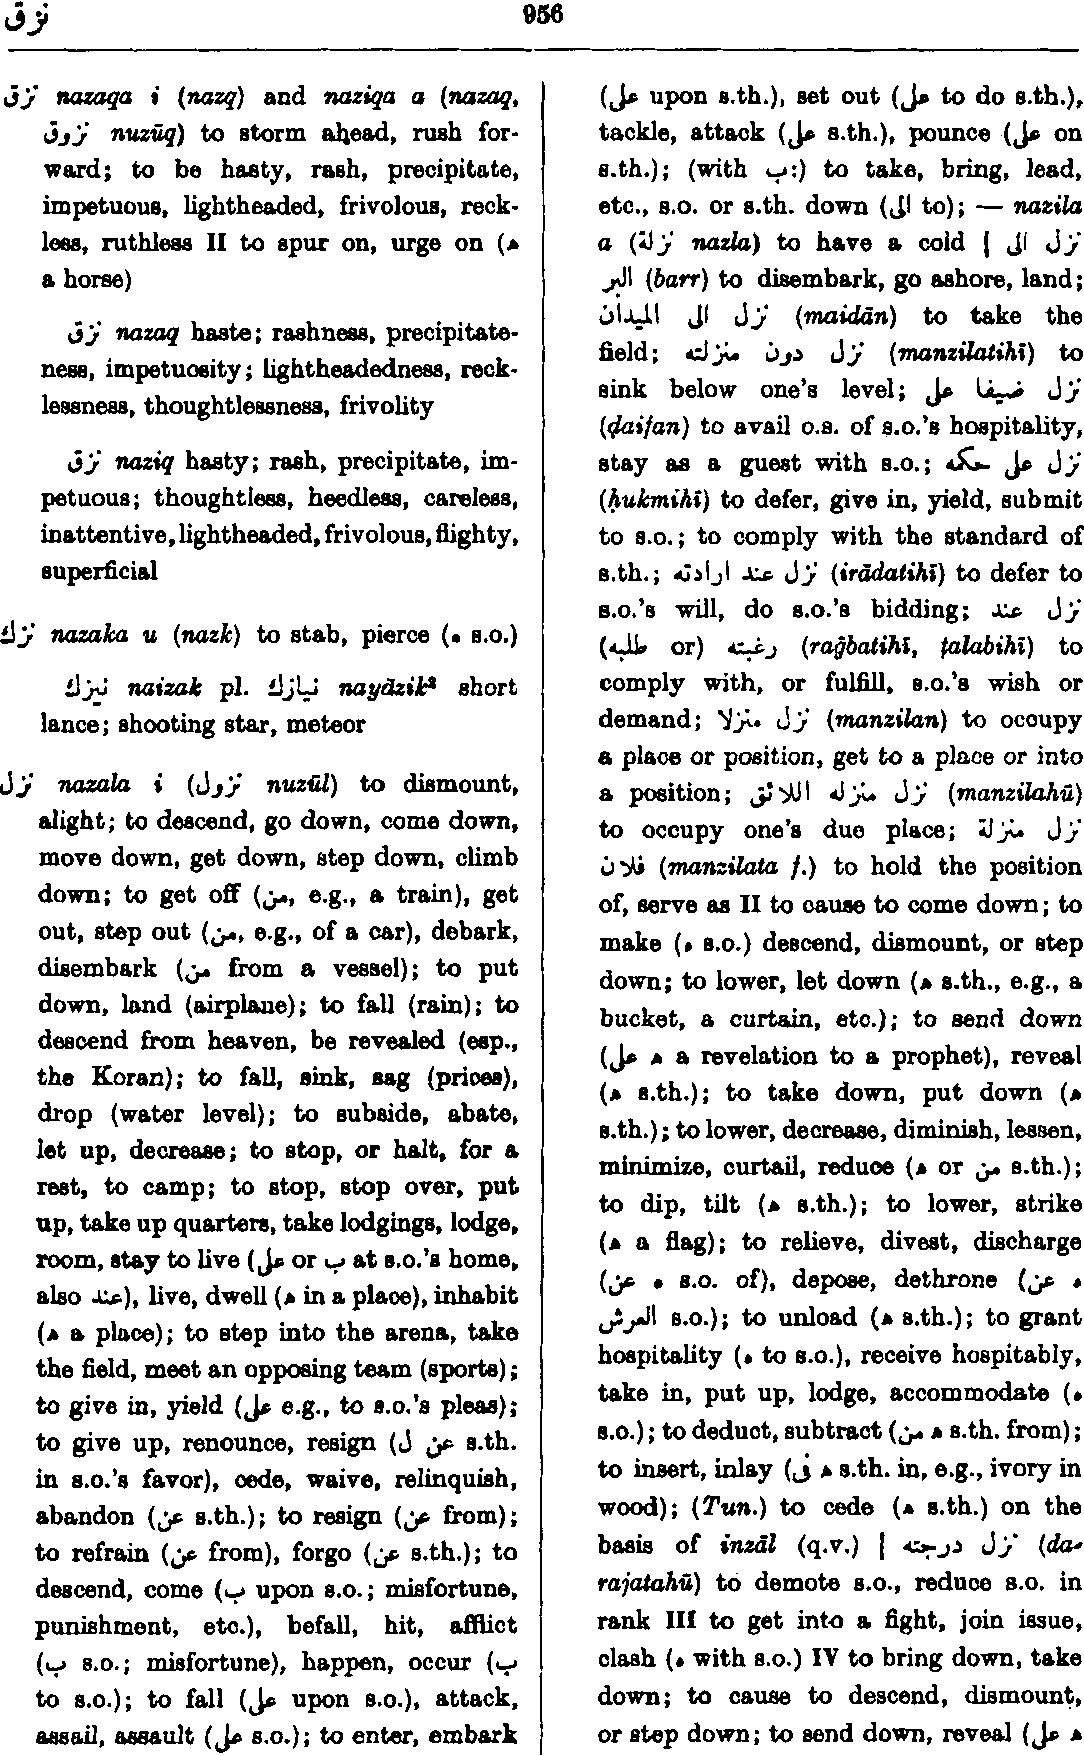 نزق
956
نزق nazaqa i (nazq) and naziqa a (nazaq,
نزوق nuzūq) to storm ahead, rush for-
ward; to be hasty, rash, precipitate,
impetuous, lightheaded, frivolous, reck-
less, ruthless II to spur on, urge on (ه
a horse)
نزق nazaq haste; rashness, precipitate-
ness, impetuosity; lightheadedness, reck-
lessness, thoughtlessness, frivolity
نزق naziq hasty; rash, precipitate, im-
petuous; thoughtless, heedless, careless,
inattentive, lightheaded, frivolous, flighty,
superficial
نزك nazaka u (nazk) to stab, pierce (ه s.o.)
نيزك naizak pl. نيازك nayāzik² short
lance; shooting star, meteor
نزل nazala i (نزول nuzūl) to dismount,
alight; to descend, go down, come down,
move down, get down, step down, climb
down; to get off (من, e.g., a train), get
out, step out (من, e.g., of a car), debark,
disembark (من from a vessel); to put
down, land (airplane); to fall (rain); to
descend from heaven, be revealed (esp.,
the Koran); to fall, sink, sag (prices),
drop (water level); to subside, abate,
let up, decrease; to stop, or halt, for a
rest, to camp; to stop, stop over, put
up, take up quarters, take lodgings, lodge,
room, stay to live (على or ب at s.o.'s home,
also عند), live, dwell (ه in a place), inhabit
(ه a place); to step into the arena, take
the field, meet an opposing team (sports);
to give in, yield (على e.g., to s.o.'s pleas);
to give up, renounce, resign (عن ل s.th.
in s.o.'s favor), cede, waive, relinquish,
abandon (عن s.th.); to resign (عن from);
to refrain (عن from), forgo (عن s.th.); to
descend, come (ب upon s.o.; misfortune,
punishment, etc.), befall, hit, afflict
(ب s.o.; misfortune), happen, occur (ب
to s.o.); to fall (على upon s.o.), attack,
assail, assault (على s.o.); to enter, embark
(على upon s.th.), set out (على to do s.th.),
tackle, attack (على s.th.), pounce (على on
s.th.); (with ب:) to take, bring, lead,
etc., s.o. or s.th. down (الى to); — nazila
a (نزلة nazla) to have a cold | نزل الى
البر (barr) to disembark, go ashore, land;
نزل الى الميدان (maidān) to take the
field; نزل دون منزلته (manzilatihī) to
sink below one's level; نزل ضيفا على
(ḍaifan) to avail o.s. of s.o.'s hospitality,
stay as a guest with s.o.; نزل على حكمه
(ḥukmihī) to defer, give in, yield, submit
to s.o.; to comply with the standard of
s.th.; نزل عند ارادته (irādatihī) to defer to
s.o.'s will, do s.o.'s bidding; نزل عند
رغبته (or طلبه) (raḡbatihī, ṭalabihī) to
comply with, or fulfill, s.o.'s wish or
demand; نزل منزلا (manzilan) to occupy
a place or position, get to a place or into
a position; نزل منزله اللائق (manzilahū)
to occupy one's due place; نزل منزلة
فلان (manzilata f.) to hold the position
of, serve as II to cause to come down; to
make (ه s.o.) descend, dismount, or step
down; to lower, let down (ه s.th., e.g., a
bucket, a curtain, etc.); to send down
(ه على a revelation to a prophet), reveal
(ه s.th.); to take down, put down (ه
s.th.); to lower, decrease, diminish, lessen,
minimize, curtail, reduce (ه or من s.th.);
to dip, tilt (ه s.th.); to lower, strike
(ه a flag); to relieve, divest, discharge
(ه عن s.o. of), depose, dethrone (ه عن
العرش s.o.); to unload (ه s.th.); to grant
hospitality (ه to s.o.), receive hospitably,
take in, put up, lodge, accommodate (ه
s.o.); to deduct, subtract (ه من s.th. from);
to insert, inlay (ه في s.th. in, e.g., ivory in
wood); (Tun.) to cede (ه s.th.) on the
basis of inzāl (q.v.) | نزل درجته (da-
rajatahū) to demote s.o., reduce s.o. in
rank III to get into a fight, join issue,
clash (ه with s.o.) IV to bring down, take
down; to cause to descend, dismount,
or step down; to send down, reveal (ه على